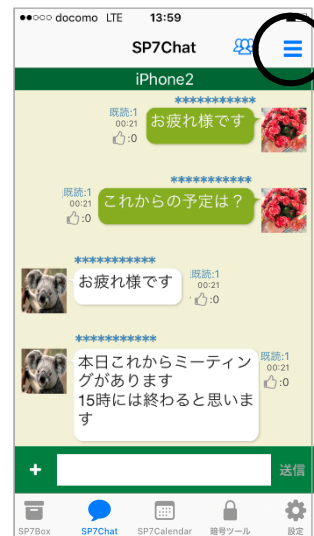 docomo LTE 13:59
SP7Chat
iPhone2
***********
既読:1
00:21
:0
お疲れ様です
***********
既読:1
00:21
:0
これからの予定は？
***********
お疲れ様です
既読:1
00:21
:0
***********
本日これからミーティン
グがあります
15時には終わると思いま
す
既読:1
00:21
:0
+ 送信
SP7Box SP7Chat SP7Calendar 暗号ツール 設定